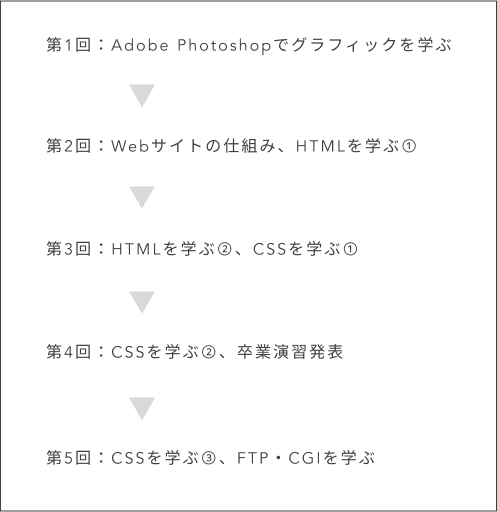 第1回：Adobe Photoshopでグラフィックを学ぶ
第2回：Webサイトの仕組み、HTMLを学ぶ①
第3回：HTMLを学ぶ②、CSSを学ぶ①
第4回：CSSを学ぶ②、卒業演習発表
第5回：CSSを学ぶ③、FTP・CGIを学ぶ